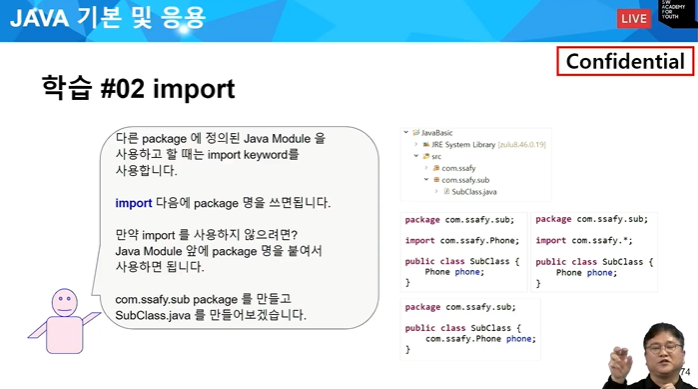 JAVA 기본 및 응용
LIVE
SW
ACADEMY
FOR
YOUTH
Confidential
학습 #02 import
다른 package 에 정의된 Java Module 을
사용하고 할 때는 import keyword를
사용합니다.
import 다음에 package 명을 쓰면됩니다.
만약 import 를 사용하지 않으려면?
Java Module 앞에 package 명을 붙여서
사용하면 됩니다.
com.ssafy.sub package 를 만들고
SubClass.java 를 만들어보겠습니다.
JavaBasic
JRE System Library [zulu8.46.0.19]
src
com.ssafy
com.ssafy.sub
SubClass.java
package com.ssafy.sub;
import com.ssafy.Phone;
public class SubClass {
Phone phone;
}
package com.ssafy.sub;
import com.ssafy.*;
public class SubClass {
Phone phone;
}
package com.ssafy.sub;
public class SubClass {
com.ssafy.Phone phone;
}
74